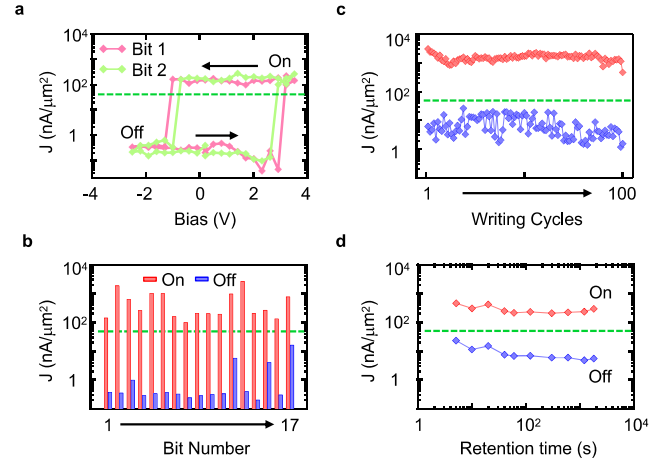 a
J (nA/μm²)
10⁴
10²
1
Bit 1
Bit 2
On
Off
-4 -2 0 2 4
Bias (V)
c
J (nA/μm²)
10⁴
10²
1
1 100
Writing Cycles
b
J (nA/μm²)
10⁴
10²
1
On Off
1 17
Bit Number
d
J (nA/μm²)
10⁴
10²
1
On
Off
1 10² 10⁴
Retention time (s)